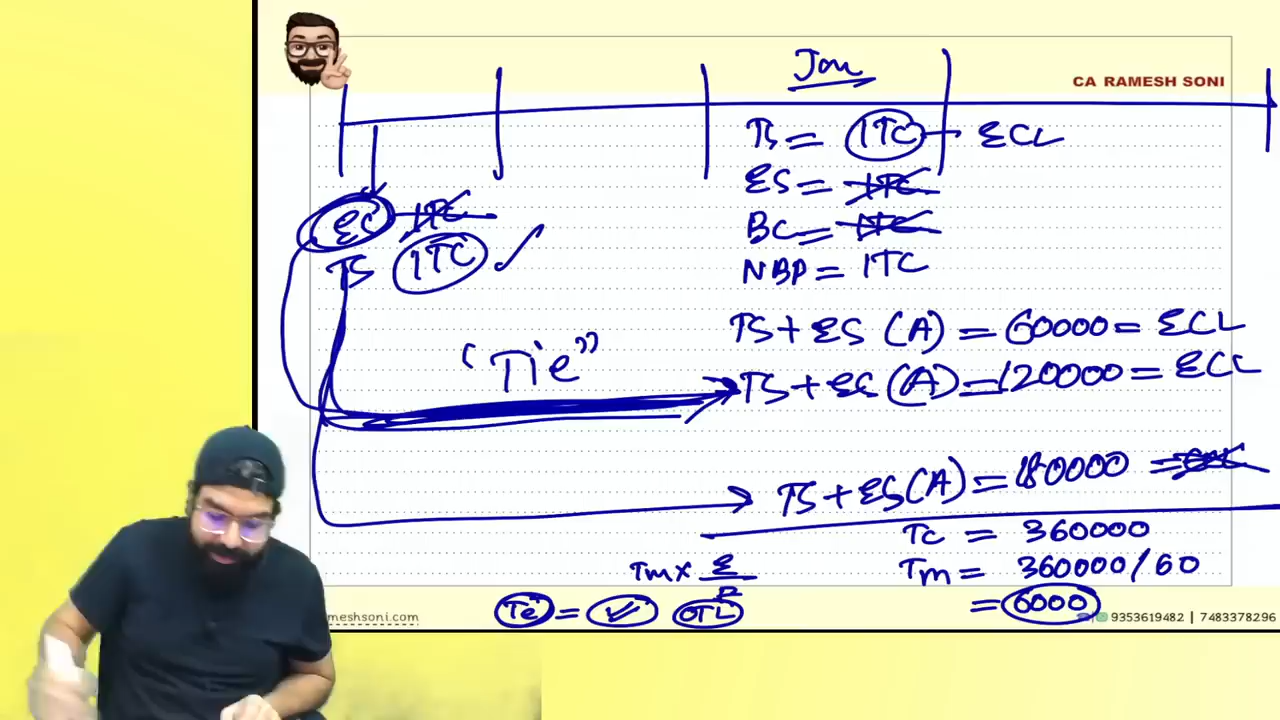 Jan
CA RAMESH SONI
TS = ITC - ECL
ES = ITC
BC = ITC
NBP = ITC
ES - ITC
TS ITC ✓
"Tie"
TS + ES (A) = 60000 = ECL
TS + ES (A) = 120000 = ECL
TS + ES (A) = 180000 =
Tc = 360000
Tm × E/F
Tm = 360000/60
Te = ✓ OTL
= 6000
meshsoni.com
9353619482 | 7483378296